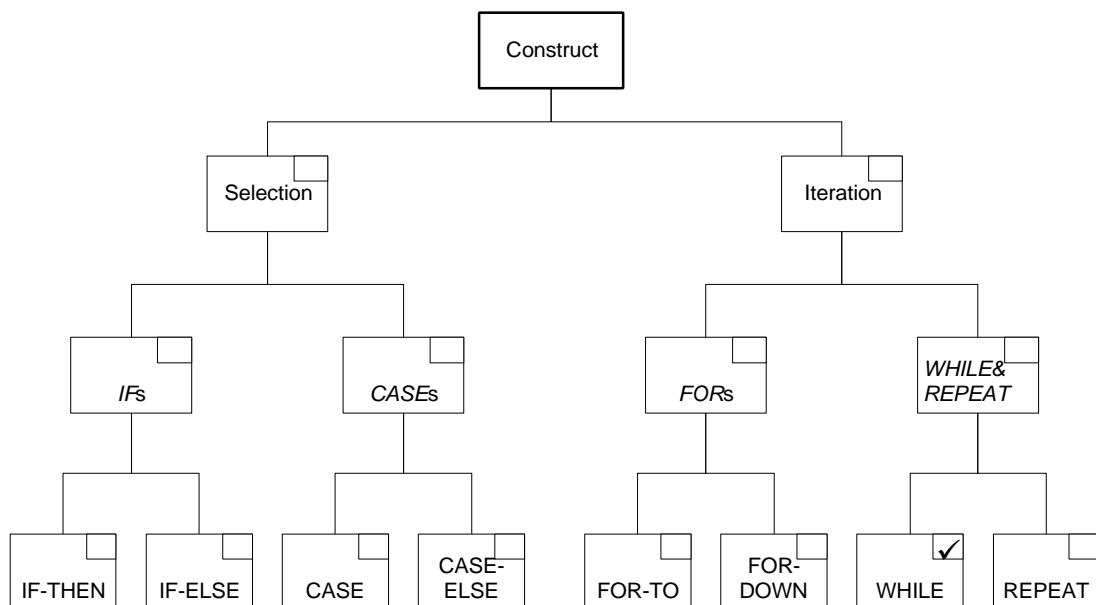 Construct
Selection
Iteration
IFs
CASEs
FORs
WHILE&
REPEAT
IF-THEN
IF-ELSE
CASE
CASE-
ELSE
FOR-TO
FOR-
DOWN
WHILE
REPEAT